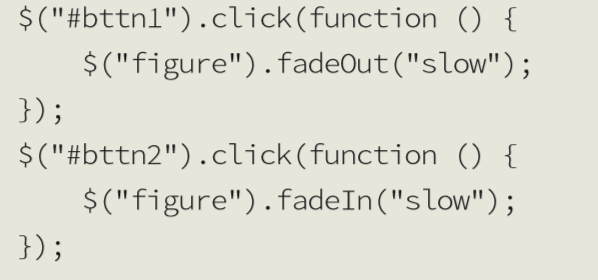 $("#bttn1").click(function () {
    $("figure").fadeOut("slow");
});
$("#bttn2").click(function () {
    $("figure").fadeIn("slow");
});